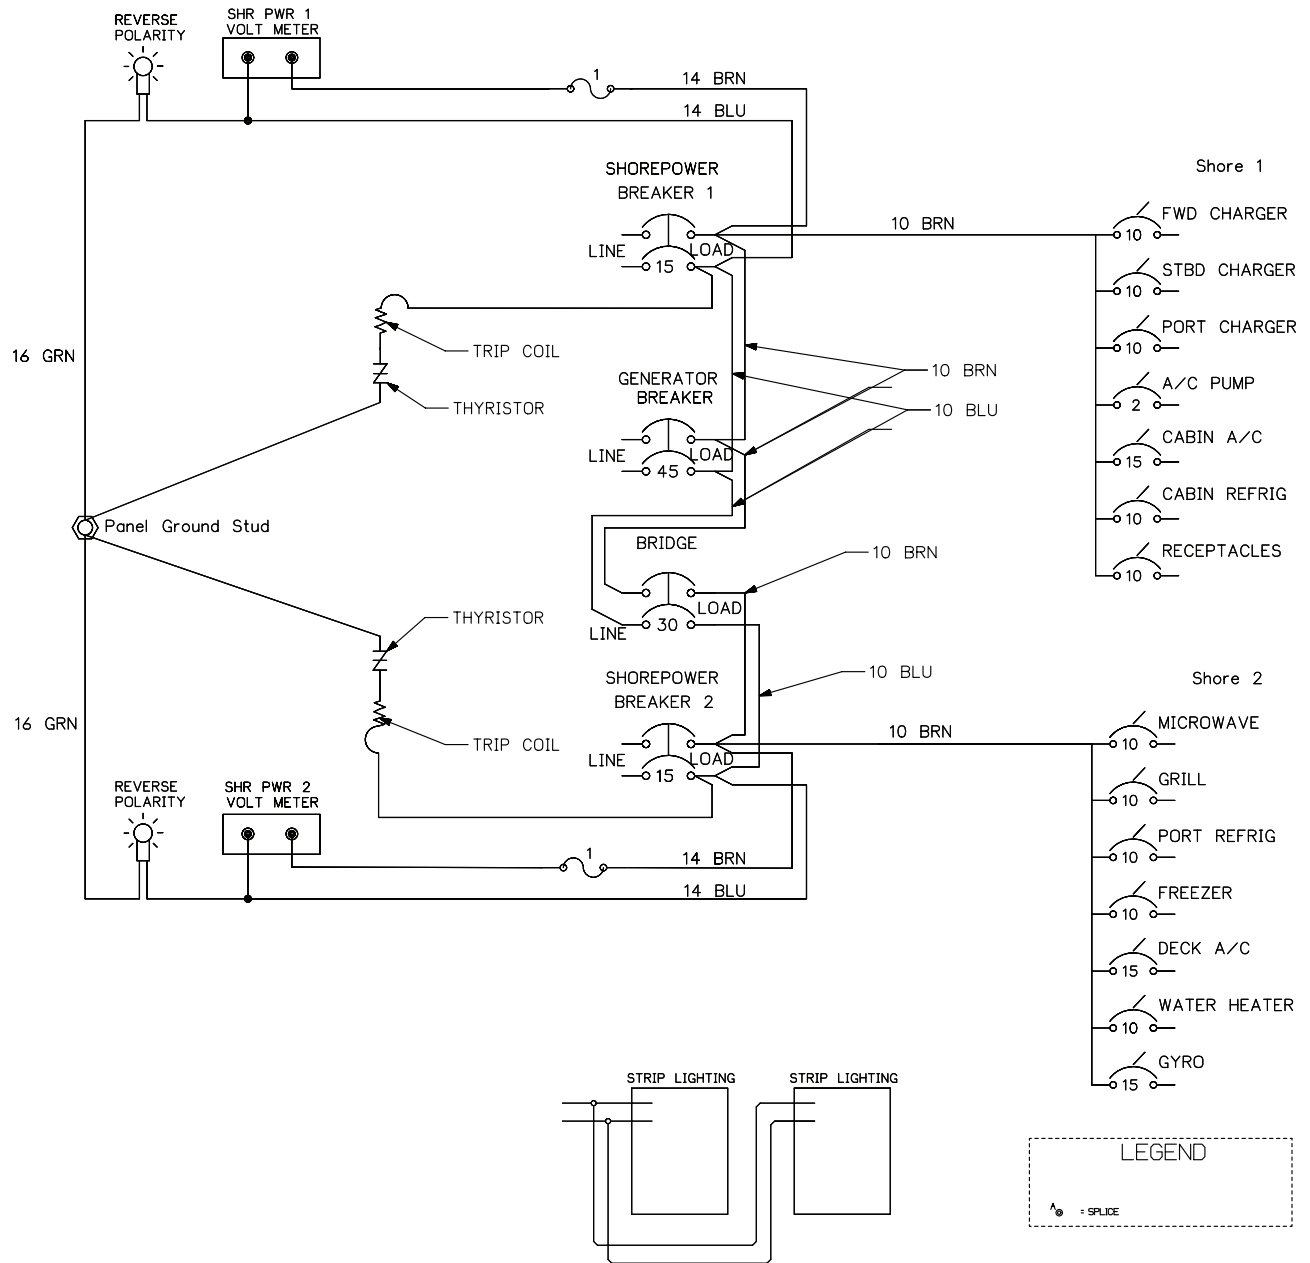 REVERSE
POLARITY
SHR PWR 1
VOLT METER
1
14 BRN
14 BLU
SHOREPOWER
BREAKER 1
LINE
LOAD
15
10 BRN
Shore 1
10
FWD CHARGER
10
STBD CHARGER
10
PORT CHARGER
2
A/C PUMP
15
CABIN A/C
10
CABIN REFRIG
10
RECEPTACLES
16 GRN
TRIP COIL
THYRISTOR
GENERATOR
BREAKER
LINE
LOAD
45
10 BRN
10 BLU
Panel Ground Stud
BRIDGE
10 BRN
LOAD
LINE
30
THYRISTOR
10 BLU
SHOREPOWER
BREAKER 2
LINE
LOAD
15
16 GRN
TRIP COIL
10 BRN
Shore 2
10
MICROWAVE
10
GRILL
10
PORT REFRIG
10
FREEZER
15
DECK A/C
10
WATER HEATER
15
GYRO
REVERSE
POLARITY
SHR PWR 2
VOLT METER
1
14 BRN
14 BLU
STRIP LIGHTING
STRIP LIGHTING
LEGEND
A
= SPLICE